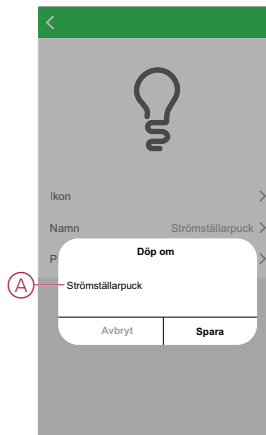 Ikon
Namn Strömställarpuck
P
Döp om
A Strömställarpuck
Avbryt Spara